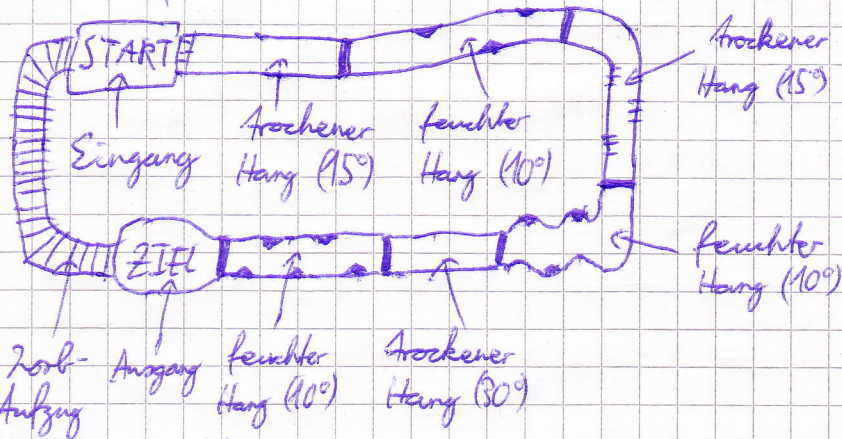 START
Eingang
trockener
Hang (15°)
feuchter
Hang (10°)
trockener
Hang (15°)
feuchter
Hang (10°)
ZIEL
Zorb-
Aufzug
Ausgang
feuchter
Hang (10°)
trockener
Hang (30°)